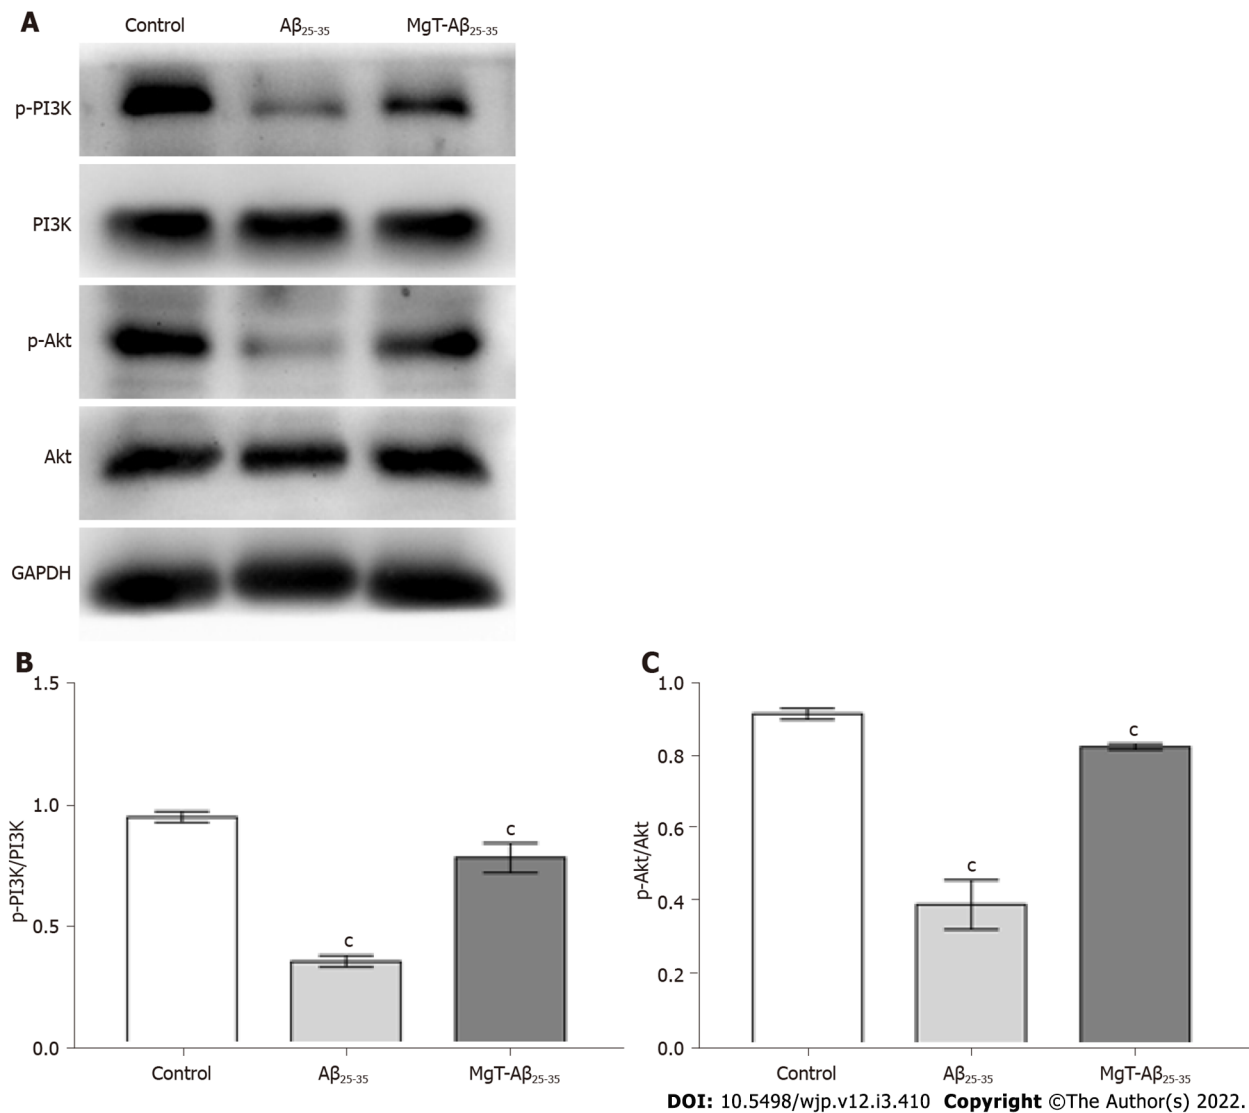 A
Control Aβ25-35 MgT-Aβ25-35
p-PI3K
PI3K
p-Akt
Akt
GAPDH
B
1.5
1.0
0.5
0.0
p-PI3K/PI3K
c
c
Control Aβ25-35 MgT-Aβ25-35
C
1.0
0.8
0.6
0.4
0.2
0.0
p-Akt/Akt
c
c
Control Aβ25-35 MgT-Aβ25-35
DOI: 10.5498/wjp.v12.i3.410 Copyright ©The Author(s) 2022.